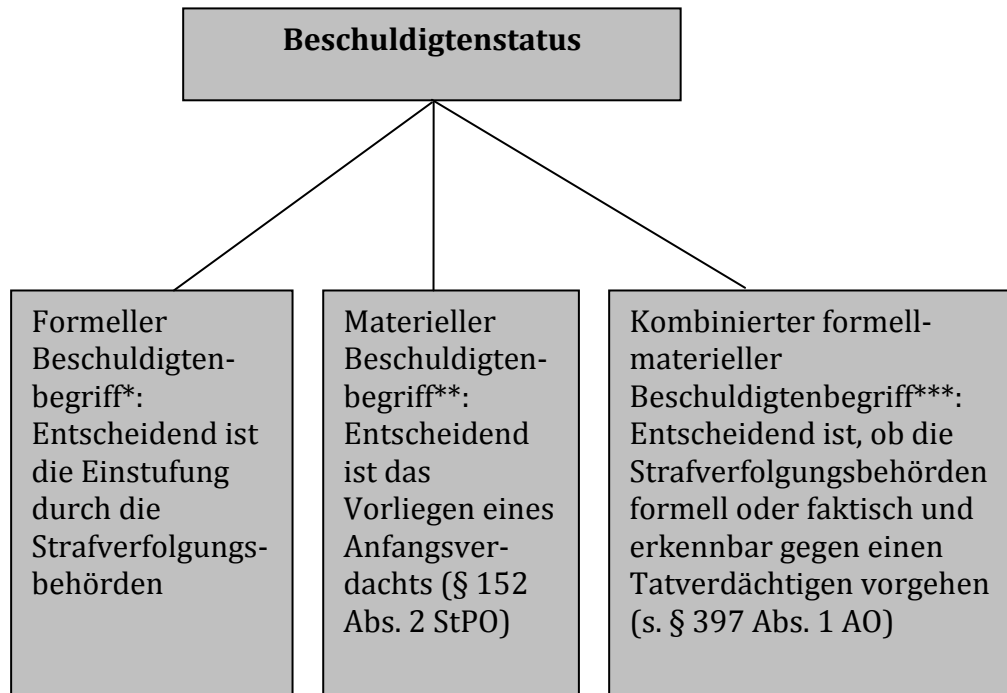 Beschuldigtenstatus
Formeller
Beschuldigten-
begriff*:
Entscheidend ist
die Einstufung
durch die
Strafverfolgungs-
behörden
Materieller
Beschuldigten-
begriff**:
Entscheidend
ist das
Vorliegen eines
Anfangsver-
dachts (§ 152
Abs. 2 StPO)
Kombinierter formell-
materieller
Beschuldigtenbegriff***:
Entscheidend ist, ob die
Strafverfolgungsbehörden
formell oder faktisch und
erkennbar gegen einen
Tatverdächtigen vorgehen
(s. § 397 Abs. 1 AO)